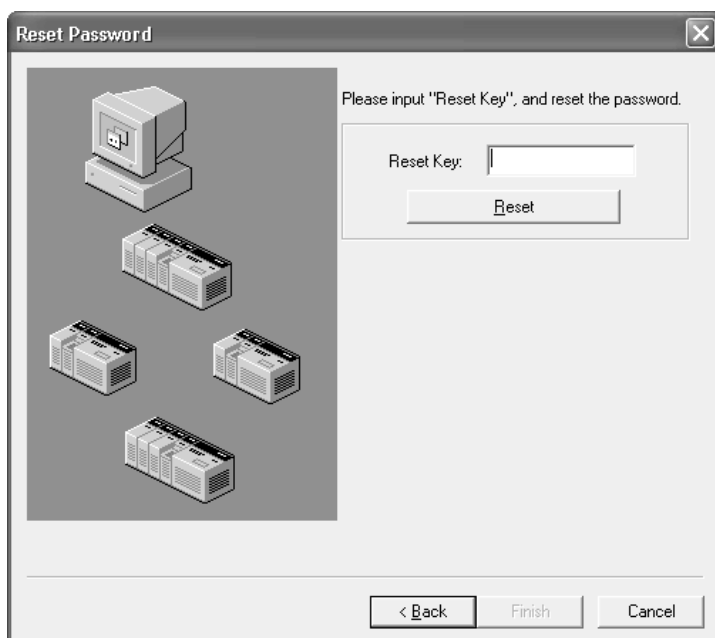 Reset Password
Please input "Reset Key", and reset the password.
Reset Key:
Reset
< Back
Finish
Cancel